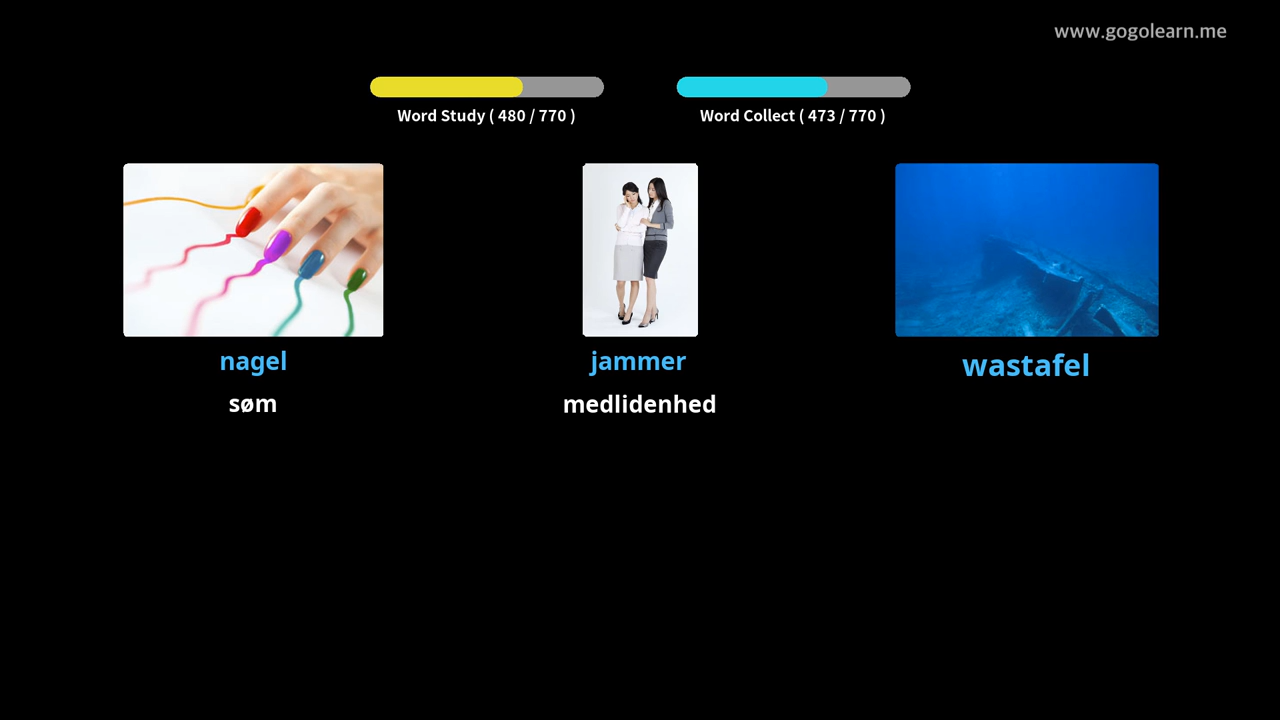 www.gogolearn.me
Word Study ( 480 / 770 )
Word Collect ( 473 / 770 )
nagel
søm
jammer
medlidenhed
wastafel